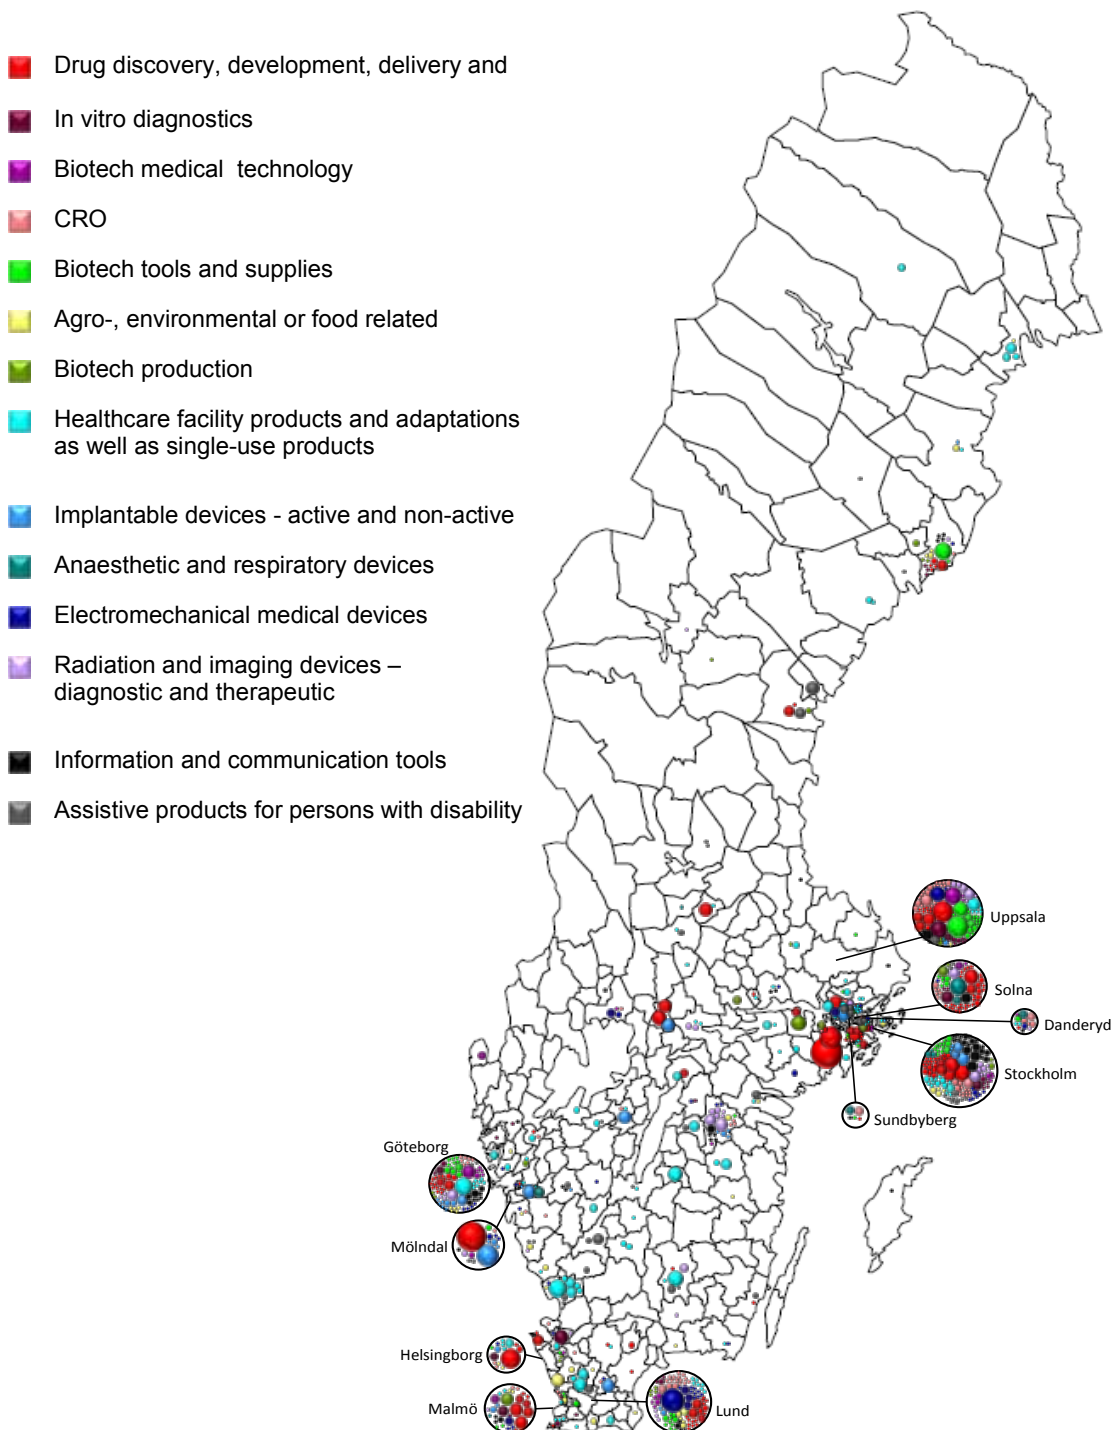 Drug discovery, development, delivery and
In vitro diagnostics
Biotech medical  technology
CRO
Biotech tools and supplies
Agro-, environmental or food related
Biotech production
Healthcare facility products and adaptations
as well as single-use products
Implantable devices - active and non-active
Anaesthetic and respiratory devices
Electromechanical medical devices
Radiation and imaging devices –
diagnostic and therapeutic
Information and communication tools
Assistive products for persons with disability
Uppsala
Solna
Danderyd
Stockholm
Sundbyberg
Göteborg
Mölndal
Helsingborg
Malmö
Lund